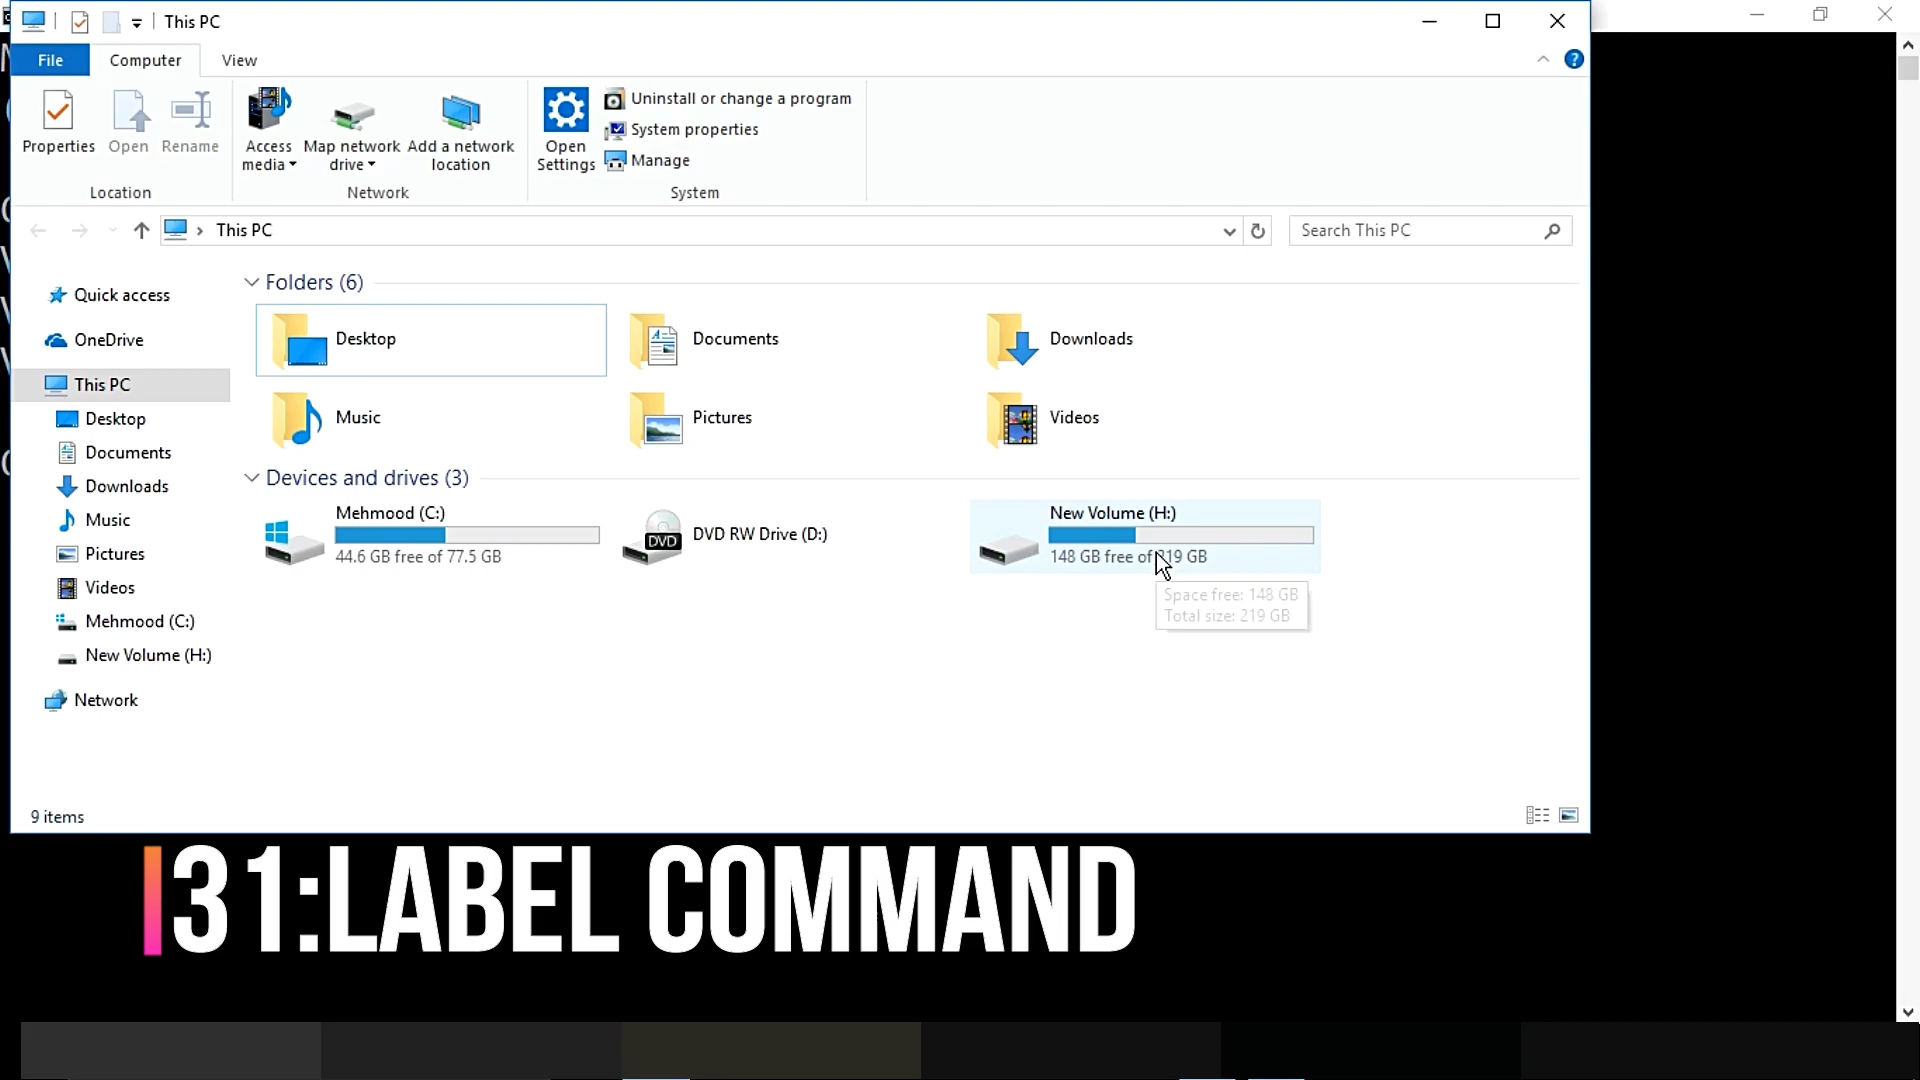 This PC
File Computer View
Properties Open Rename
Location
Access media Map network drive Add a network location
Network
Open Settings
Uninstall or change a program
System properties
Manage
System
This PC
Search This PC
Quick access
OneDrive
This PC
Desktop
Documents
Downloads
Music
Pictures
Videos
Mehmood (C:)
New Volume (H:)
Network
Folders (6)
Desktop
Documents
Downloads
Music
Pictures
Videos
Devices and drives (3)
Mehmood (C:)
44.6 GB free of 77.5 GB
DVD
DVD RW Drive (D:)
New Volume (H:)
148 GB free of 219 GB
Space free: 148 GB
Total size: 219 GB
9 items
31:LABEL COMMAND